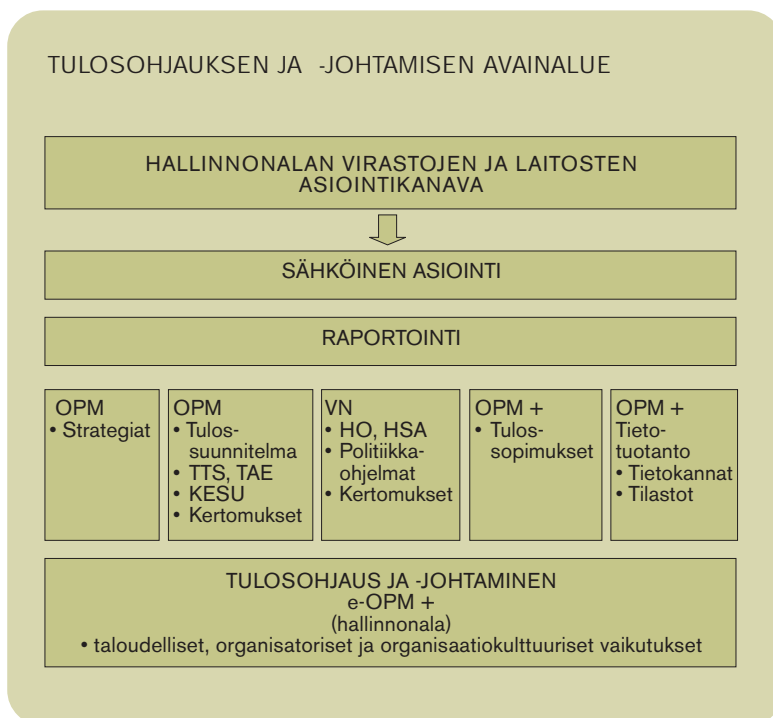 TULOSOHJAUKSEN JA -JOHTAMISEN AVAINALUE
HALLINNONALAN VIRASTOJEN JA LAITOSTEN
ASIOINTIKANAVA
SÄHKÖINEN ASIOINTI
RAPORTOINTI
OPM
• Strategiat
OPM
• Tulos-
suunnitelma
• TTS, TAE
• KESU
• Kertomukset
VN
• HO, HSA
• Politiikka-
ohjelmat
• Kertomukset
OPM +
• Tulos-
sopimukset
OPM +
Tieto-
tuotanto
• Tietokannat
• Tilastot
TULOSOHJAUS JA -JOHTAMINEN
e-OPM +
(hallinnonala)
• taloudelliset, organisatoriset ja organisaatiokulttuuriset vaikutukset